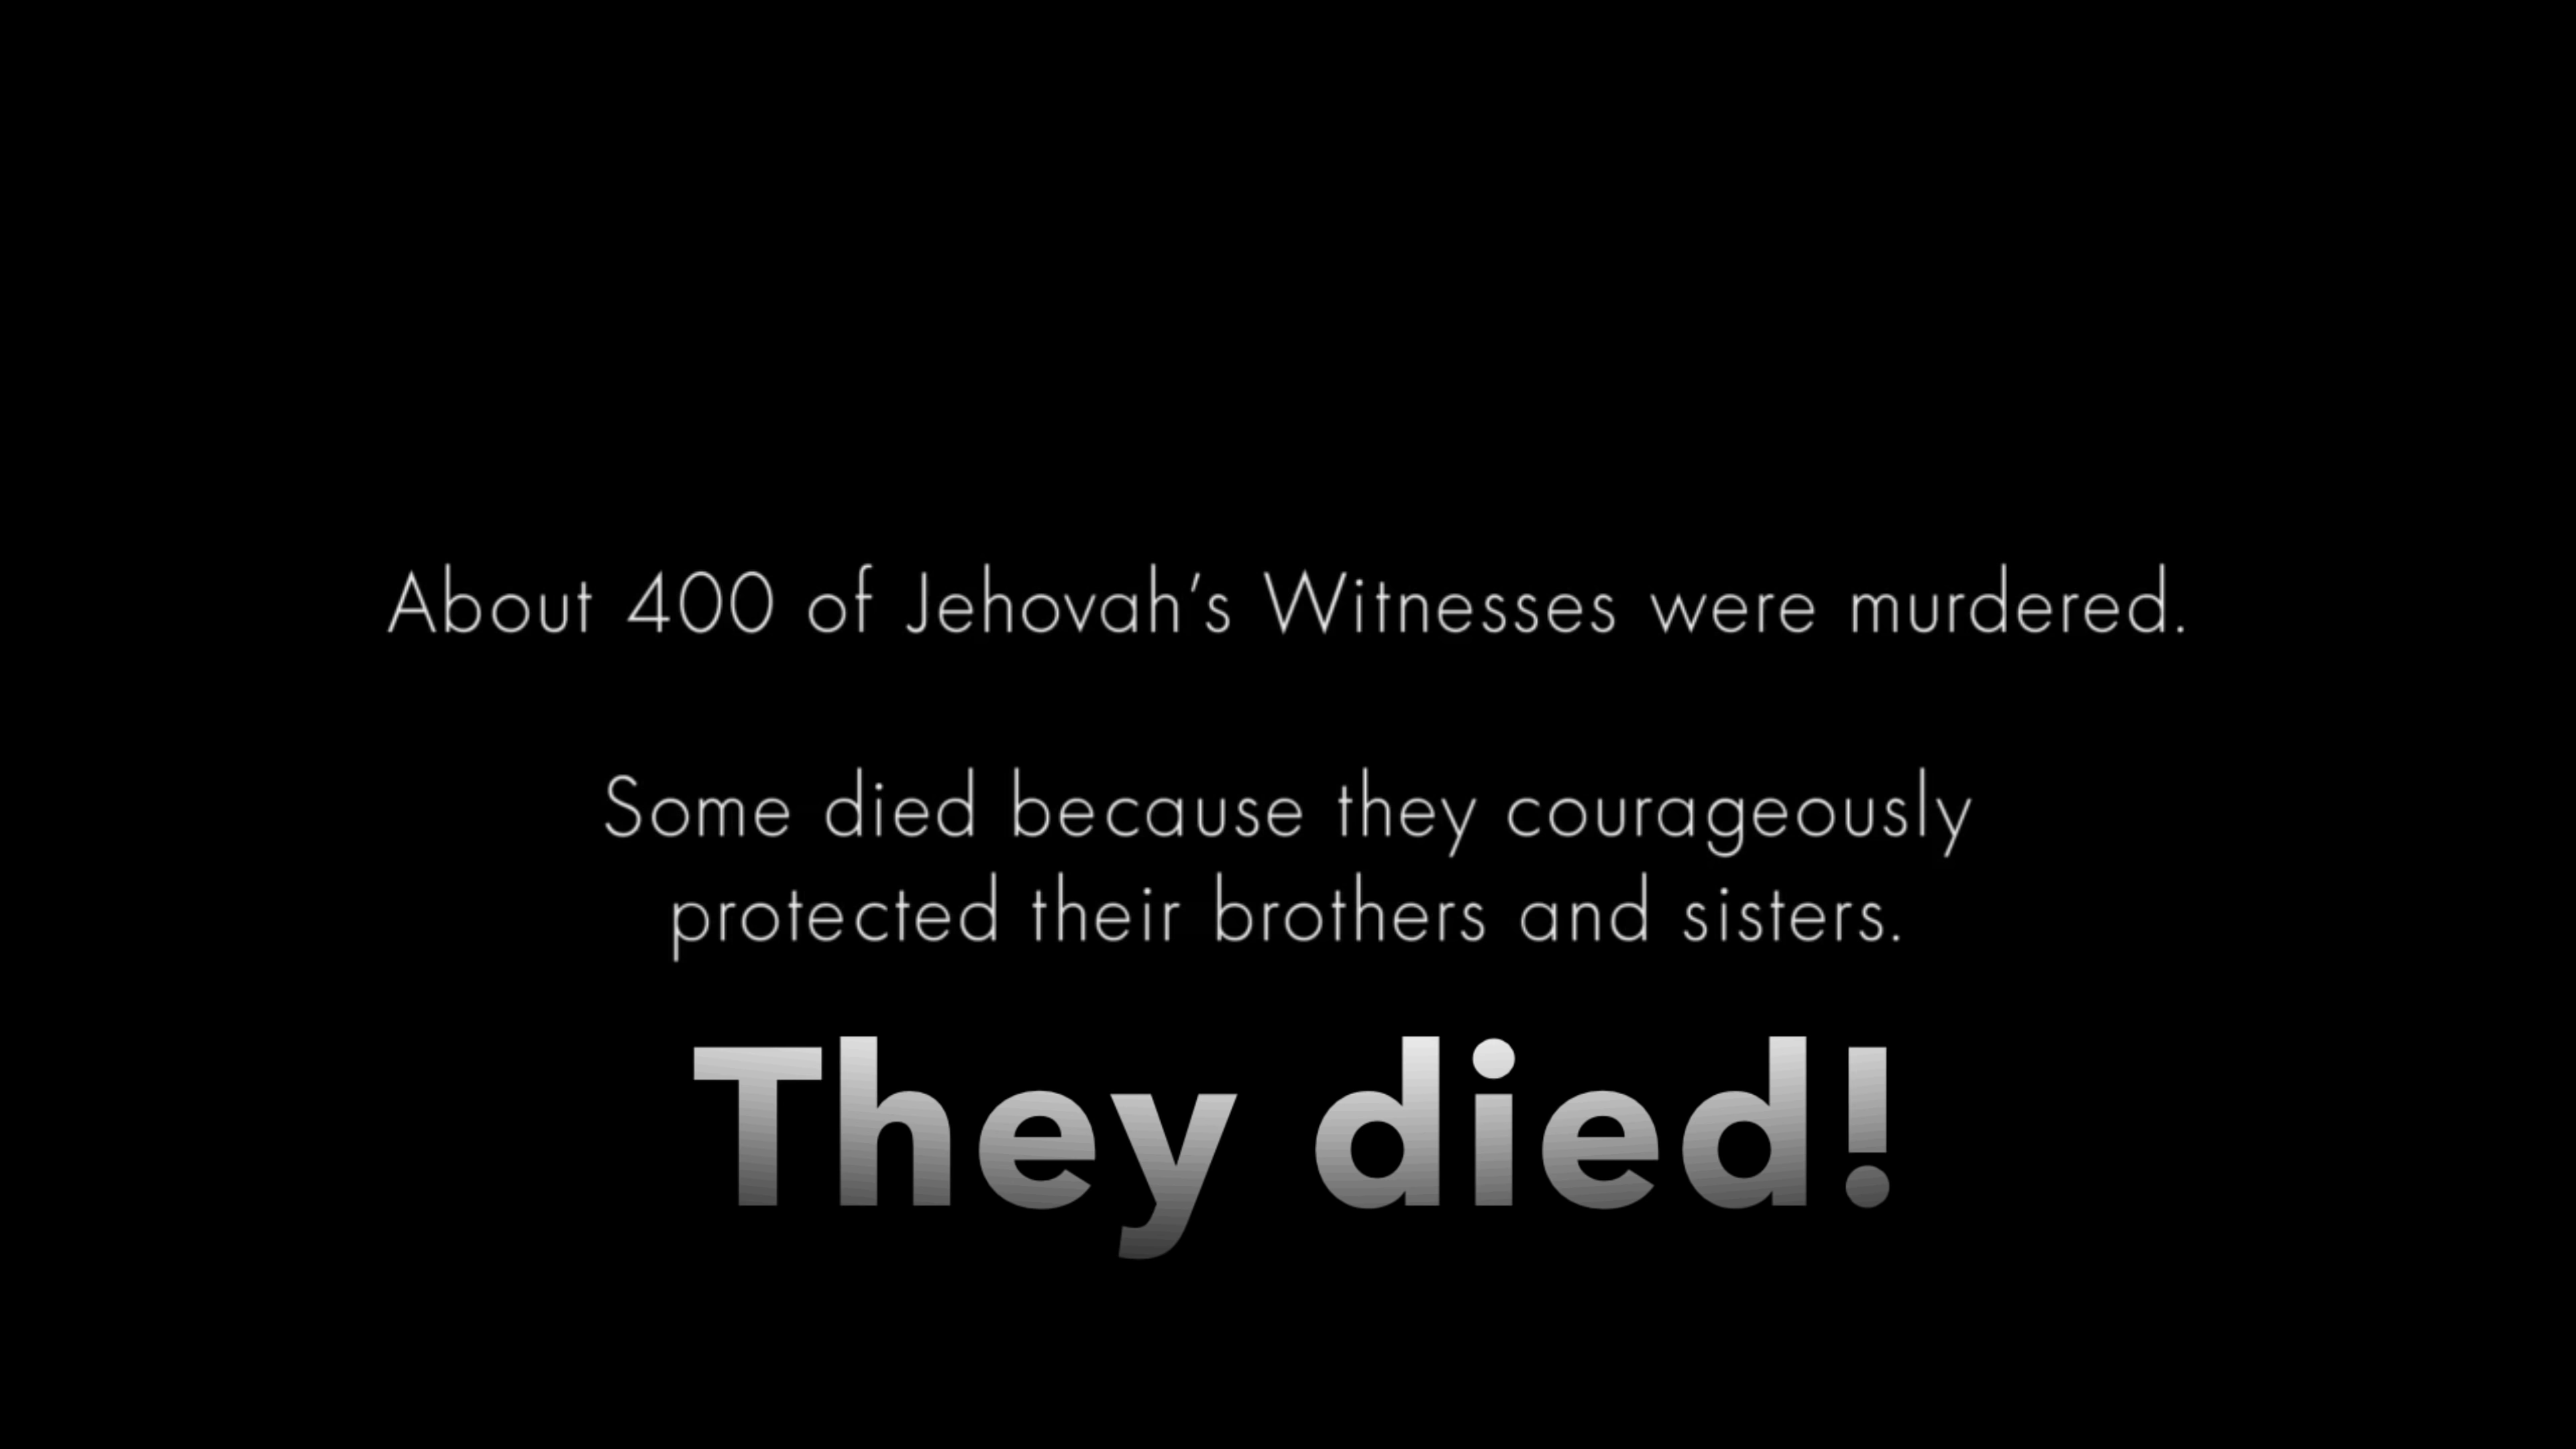 About 400 of Jehovah’s Witnesses were murdered.
Some died because they courageously
protected their brothers and sisters.
They died!